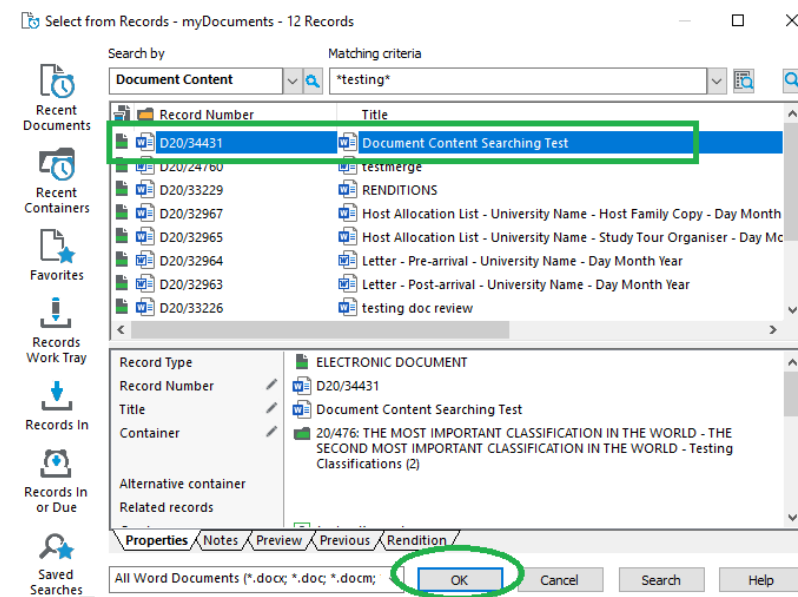 Select from Records - myDocuments - 12 Records
Search by
Matching criteria
Document Content
*testing*
Recent
Documents
Recent
Containers
Favorites
Records
Work Tray
Records In
Records In
or Due
Saved
Searches
Record Number Title
D20/34431 Document Content Searching Test
D20/24760 testmerge
D20/33229 RENDITIONS
D20/32967 Host Allocation List - University Name - Host Family Copy - Day Month
D20/32965 Host Allocation List - University Name - Study Tour Organiser - Day Mc
D20/32964 Letter - Pre-arrival - University Name - Day Month Year
D20/32963 Letter - Post-arrival - University Name - Day Month Year
D20/33226 testing doc review
Record Type ELECTRONIC DOCUMENT
Record Number D20/34431
Title Document Content Searching Test
Container 20/476: THE MOST IMPORTANT CLASSIFICATION IN THE WORLD - THE
SECOND MOST IMPORTANT CLASSIFICATION IN THE WORLD - Testing
Classifications (2)
Alternative container
Related records
Properties Notes Preview Previous Rendition
All Word Documents (*.docx; *.doc; *.docm;
OK
Cancel
Search
Help